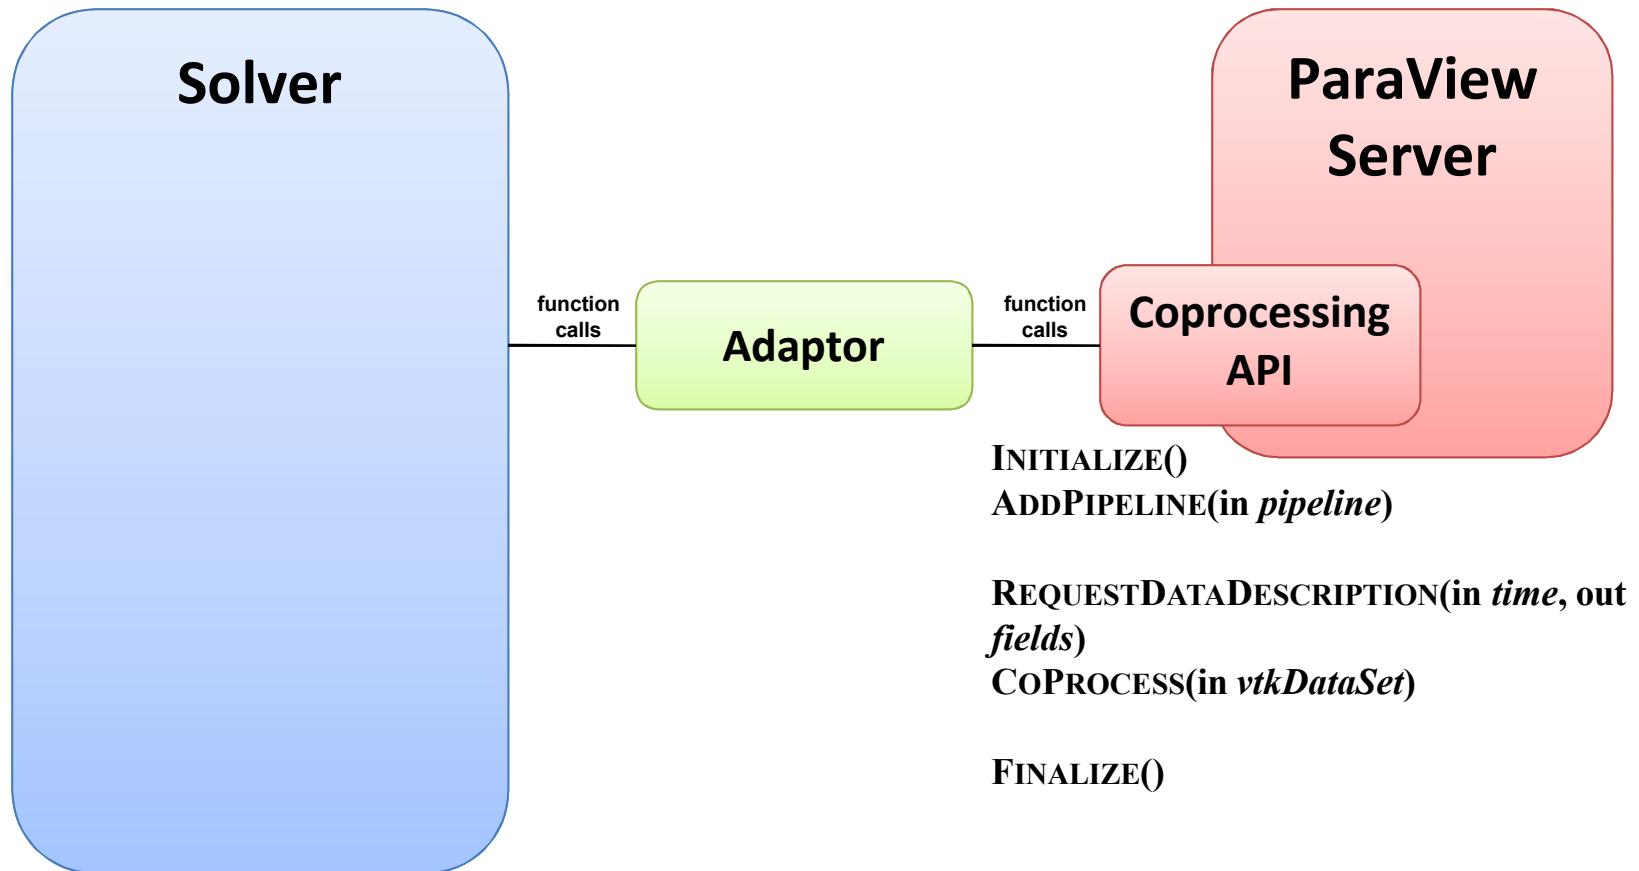 Solver
ParaView
Server
function
calls
Adaptor
function
calls
Coprocessing
API
INITIALIZE()
ADDPIPELINE(in pipeline)
REQUESTDATADESCRIPTION(in time, out
fields)
COPROCESS(in vtkDataSet)
FINALIZE()